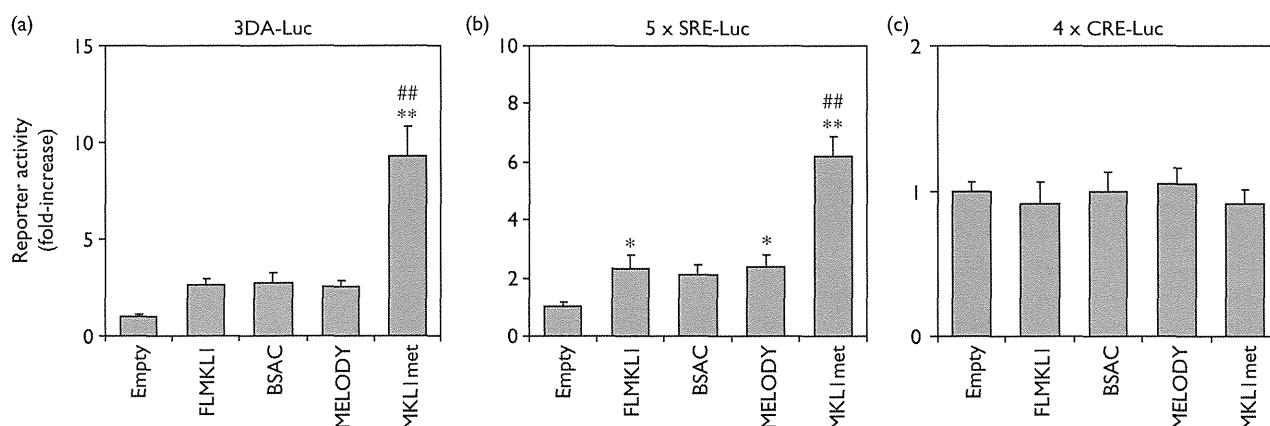 (a)
3DA-Luc
Reporter activity
(fold-increase)
15
10
5
0
##
**
Empty
FLMKL1
BSAC
MELODY
MKL1met
(b)
5 x SRE-Luc
10
8
6
4
2
0
*
*
##
**
Empty
FLMKL1
BSAC
MELODY
MKL1met
(c)
4 x CRE-Luc
2
1
0
Empty
FLMKL1
BSAC
MELODY
MKL1met